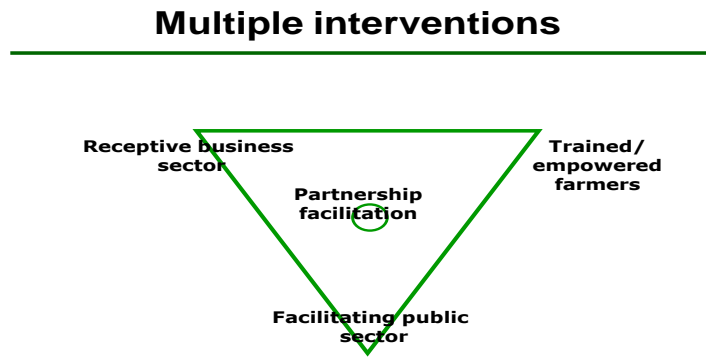 Multiple interventions
Receptive business
sector
Trained/
empowered
farmers
Partnership
facilitation
Facilitating public
sector